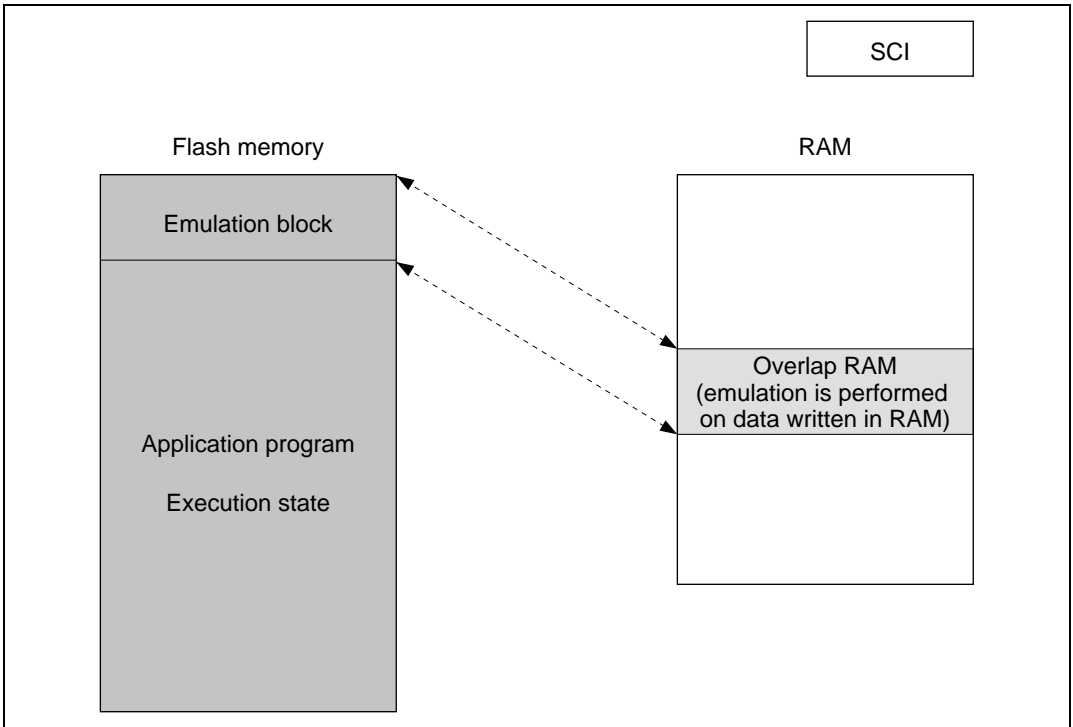 SCI
Flash memory
RAM
Emulation block
Application program
Execution state
Overlap RAM
(emulation is performed
on data written in RAM)